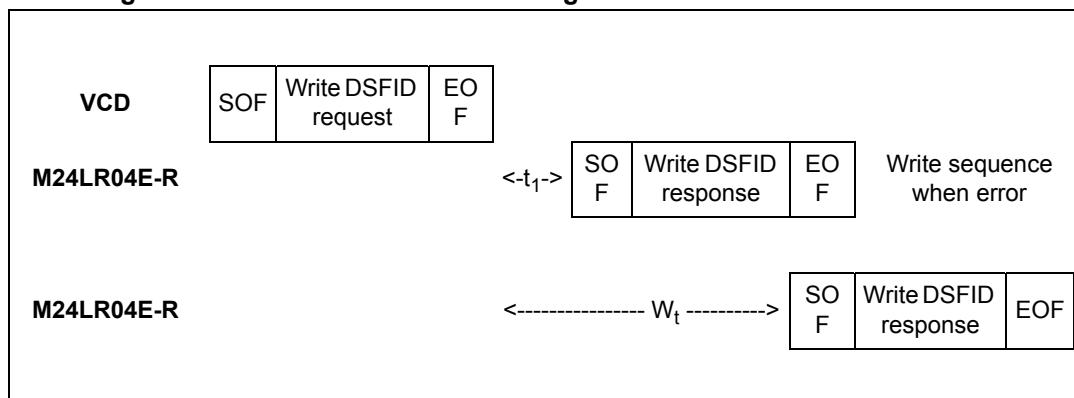 VCD
SOF
Write DSFID
request
EO
F
M24LR04E-R
<-t1->
SO
F
Write DSFID
response
EO
F
Write sequence
when error
M24LR04E-R
<---------------- Wt ---------->
SO
F
Write DSFID
response
EOF